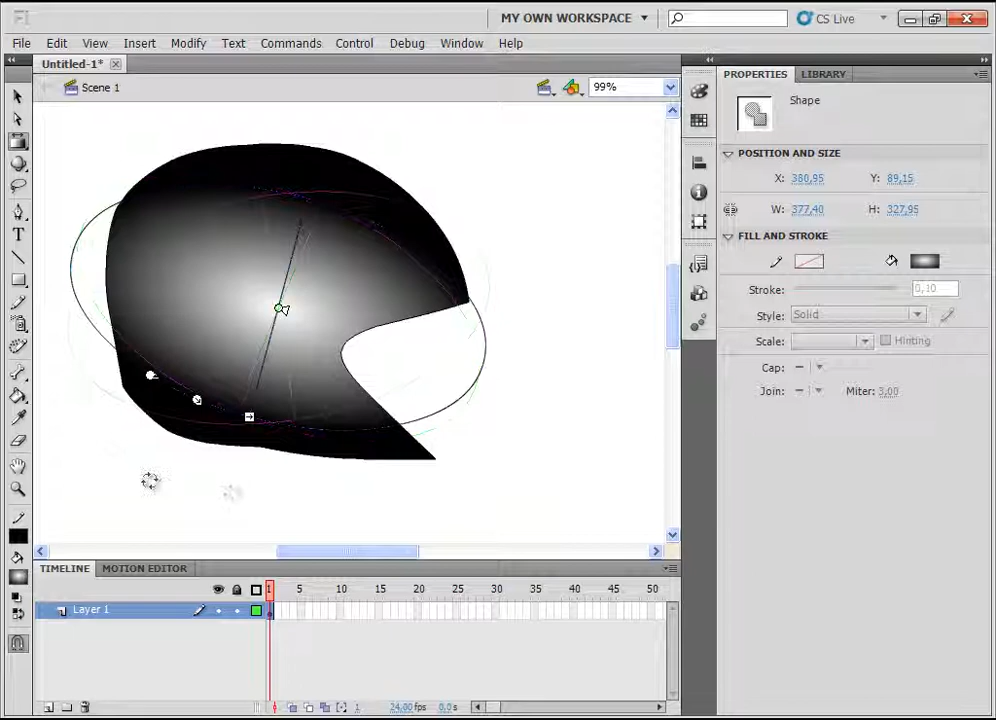 Fl
MY OWN WORKSPACE
CS Live
File Edit View Insert Modify Text Commands Control Debug Window Help
Untitled-1*
Scene 1
99%
PROPERTIES LIBRARY
Shape
POSITION AND SIZE
X: 380,95 Y: 89,15
W: 377,40 H: 327,95
FILL AND STROKE
Stroke: 0,10
Style: Solid
Scale: Hinting
Cap:
Join: Miter: 3,00
TIMELINE MOTION EDITOR
1 5 10 15 20 25 30 35 40 45 50
Layer 1
1 24,00 fps 0,0 s